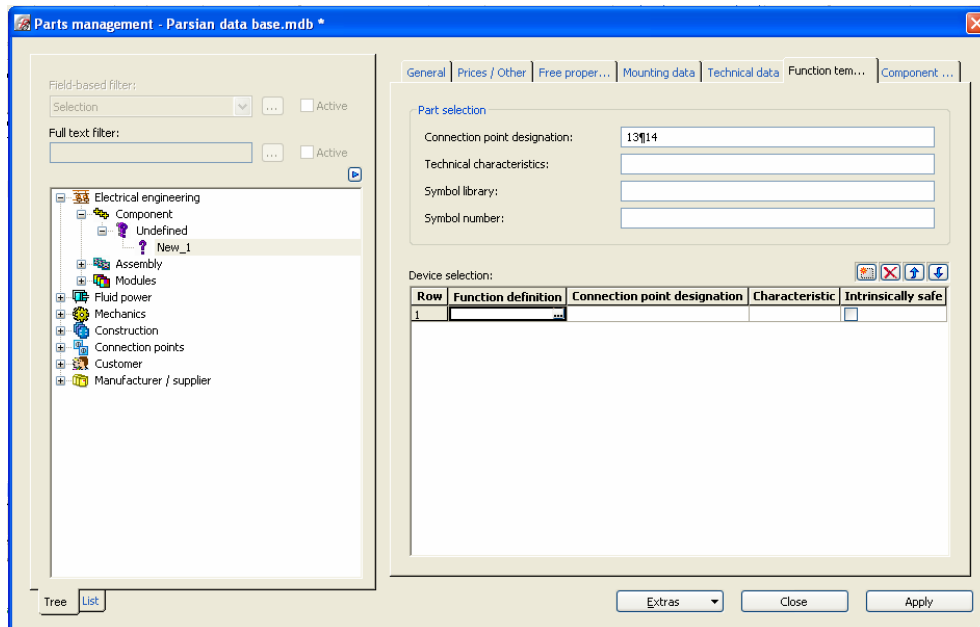 Parts management - Parsian data base.mdb *
Field-based filter:
Selection ... Active
Full text filter:
... Active
Electrical engineering
Component
Undefined
New_1
Assembly
Modules
Fluid power
Mechanics
Construction
Connection points
Customer
Manufacturer / supplier
Tree List
General Prices / Other Free proper... Mounting data Technical data Function tem... Component ...
Part selection
Connection point designation: 13¶14
Technical characteristics:
Symbol library:
Symbol number:
Device selection:
Row Function definition Connection point designation Characteristic Intrinsically safe
1 ...
Extras Close Apply